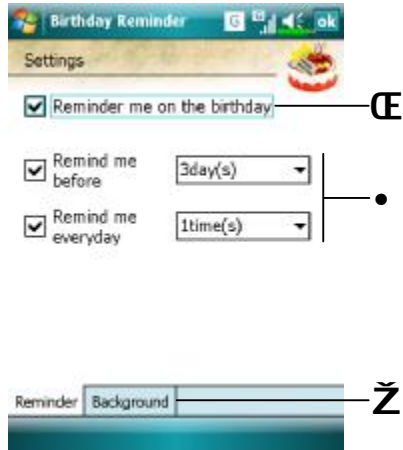 Birthday Reminder G ok
Settings
Reminder me on the birthday Œ
Remind me before 3day(s) •
Remind me everyday 1time(s)
Reminder Background Ž